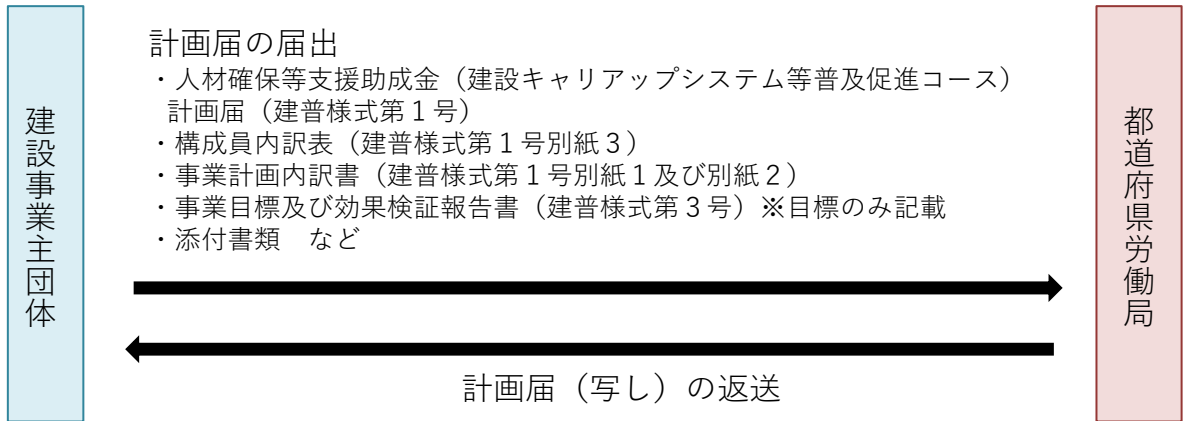 建設事業主団体
計画届の届出
・人材確保等支援助成金（建設キャリアアップシステム等普及促進コース）
計画届（建普様式第１号）
・構成員内訳表（建普様式第１号別紙３）
・事業計画内訳書（建普様式第１号別紙１及び別紙２）
・事業目標及び効果検証報告書（建普様式第３号）※目標のみ記載
・添付書類　など
計画届（写し）の返送
都道府県労働局